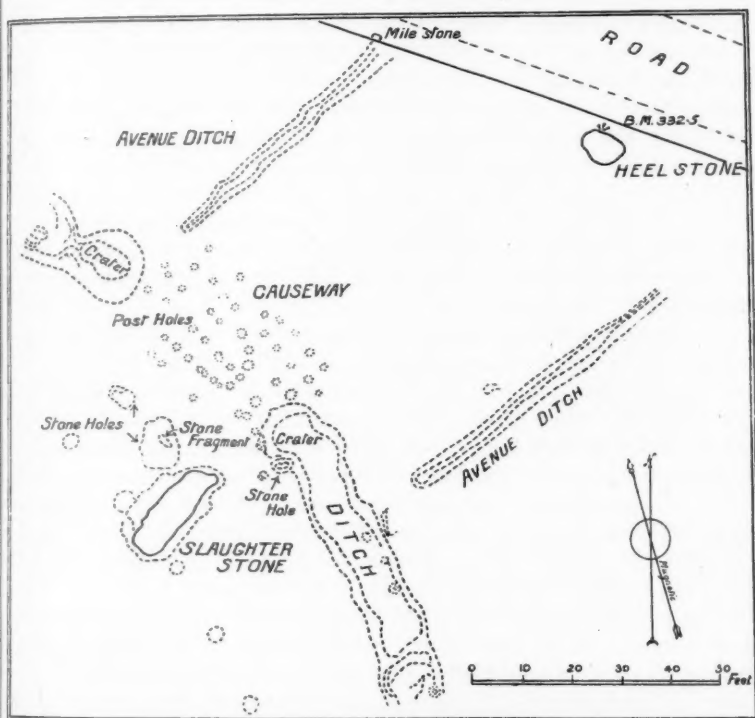 Mile stone
ROAD
B.M. 332·5
HEEL STONE
AVENUE DITCH
Crater
CAUSEWAY
Post Holes
Stone Holes
Stone
Fragment
Crater
Stone
Hole
SLAUGHTER
STONE
DITCH
AVENUE DITCH
N
Magnetic
0 10 20 36 40 50
Feet